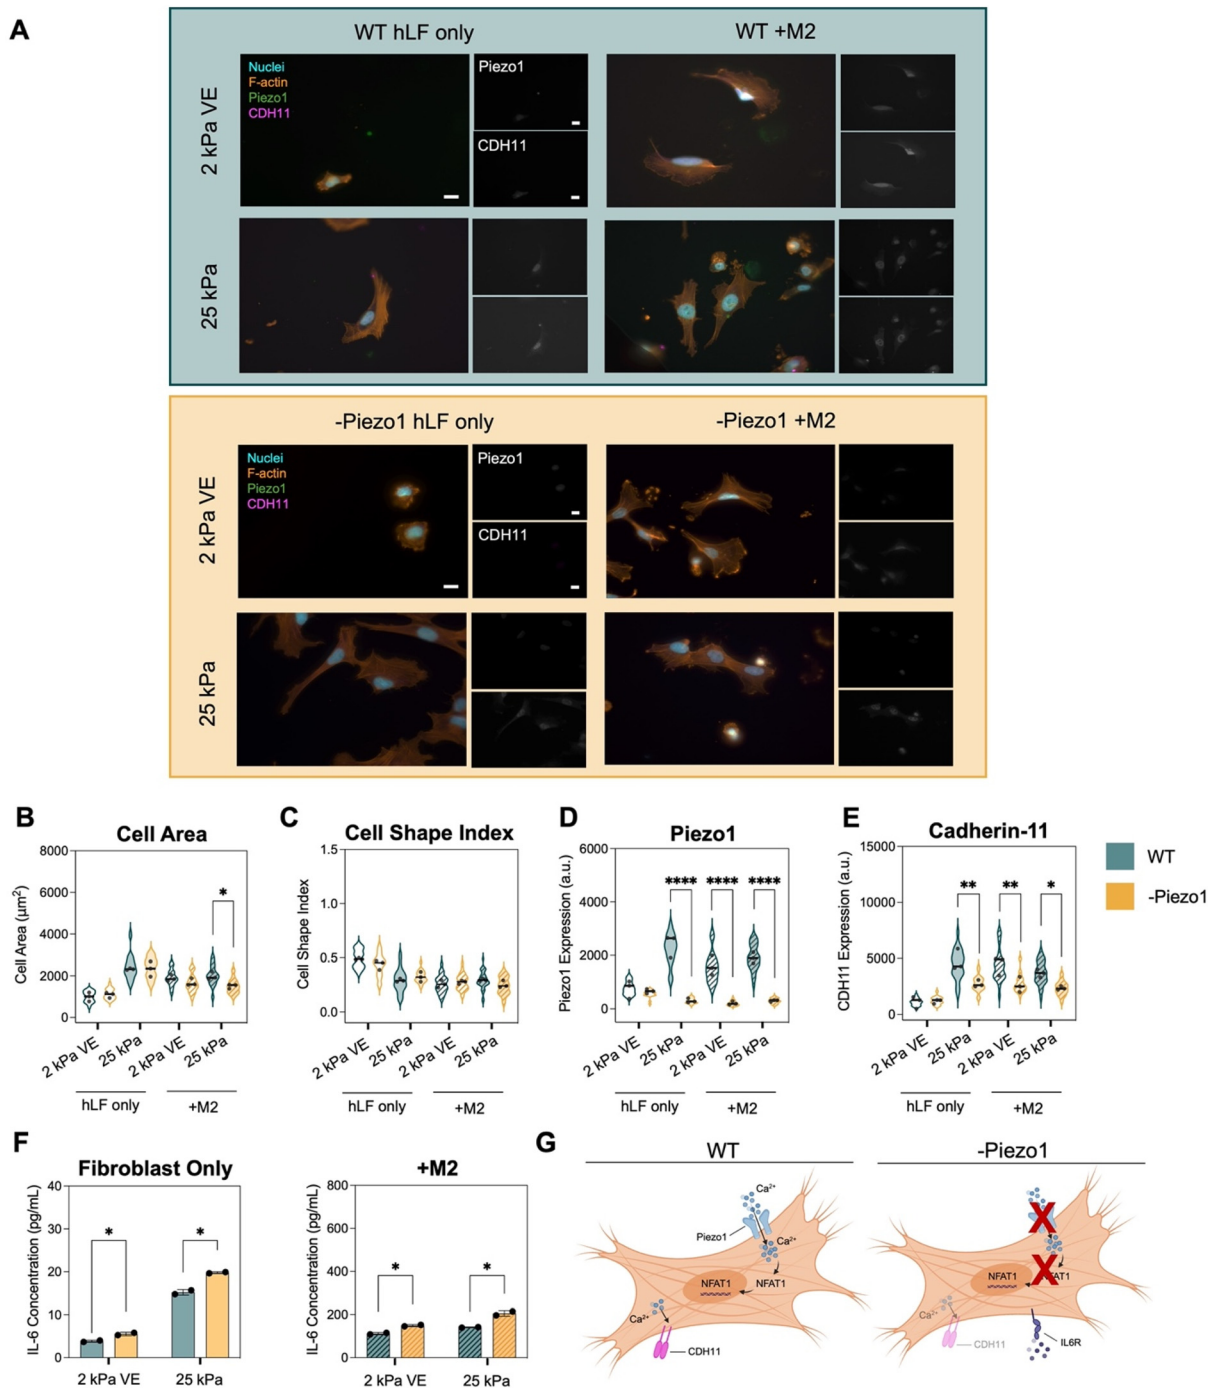 A
WT hLF only
WT +M2
2 kPa VE
Nuclei
F-actin
Piezo1
CDH11
Piezo1
CDH11
25 kPa
-Piezo1 hLF only
-Piezo1 +M2
2 kPa VE
Nuclei
F-actin
Piezo1
CDH11
Piezo1
CDH11
25 kPa
B
Cell Area
Cell Area (μm²)
8000
6000
4000
2000
0
*
2 kPa VE
25 kPa
2 kPa VE
25 kPa
hLF only
+M2
C
Cell Shape Index
Cell Shape Index
1.5
1.0
0.5
0.0
2 kPa VE
25 kPa
2 kPa VE
25 kPa
hLF only
+M2
D
Piezo1
Piezo1 Expression (a.u.)
6000
4000
2000
0
**** **** ****
2 kPa VE
25 kPa
2 kPa VE
25 kPa
hLF only
+M2
E
Cadherin-11
CDH11 Expression (a.u.)
15000
10000
5000
0
** ** *
2 kPa VE
25 kPa
2 kPa VE
25 kPa
hLF only
+M2
WT
-Piezo1
F
Fibroblast Only
IL-6 Concentration (pg/mL)
40
30
20
10
0
* *
2 kPa VE
25 kPa
+M2
IL-6 Concentration (pg/mL)
800
600
400
200
0
* *
2 kPa VE
25 kPa
G
WT
Ca²⁺
Piezo1
Ca²⁺
NFAT1
NFAT1
Ca²⁺
CDH11
-Piezo1
X
X
NFAT1
Ca²⁺
CDH11
IL6R